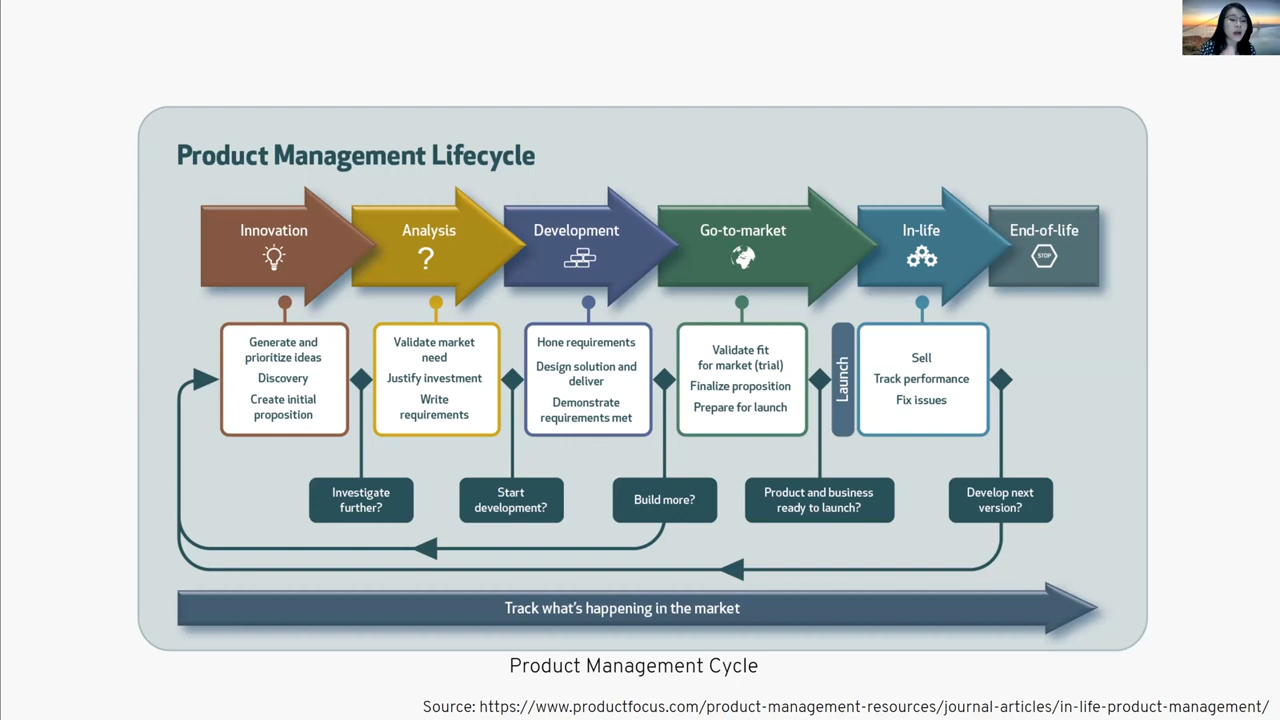 Product Management Lifecycle
Innovation
Analysis
?
Development
Go-to-market
In-life
End-of-life
STOP
Generate and
prioritize ideas
Discovery
Create initial
proposition
Validate market
need
Justify investment
Write
requirements
Hone requirements
Design solution and
deliver
Demonstrate
requirements met
Validate fit
for market (trial)
Finalize proposition
Prepare for launch
Launch
Sell
Track performance
Fix issues
Investigate
further?
Start
development?
Build more?
Product and business
ready to launch?
Develop next
version?
Track what's happening in the market
Product Management Cycle
Source: https://www.productfocus.com/product-management-resources/journal-articles/in-life-product-management/